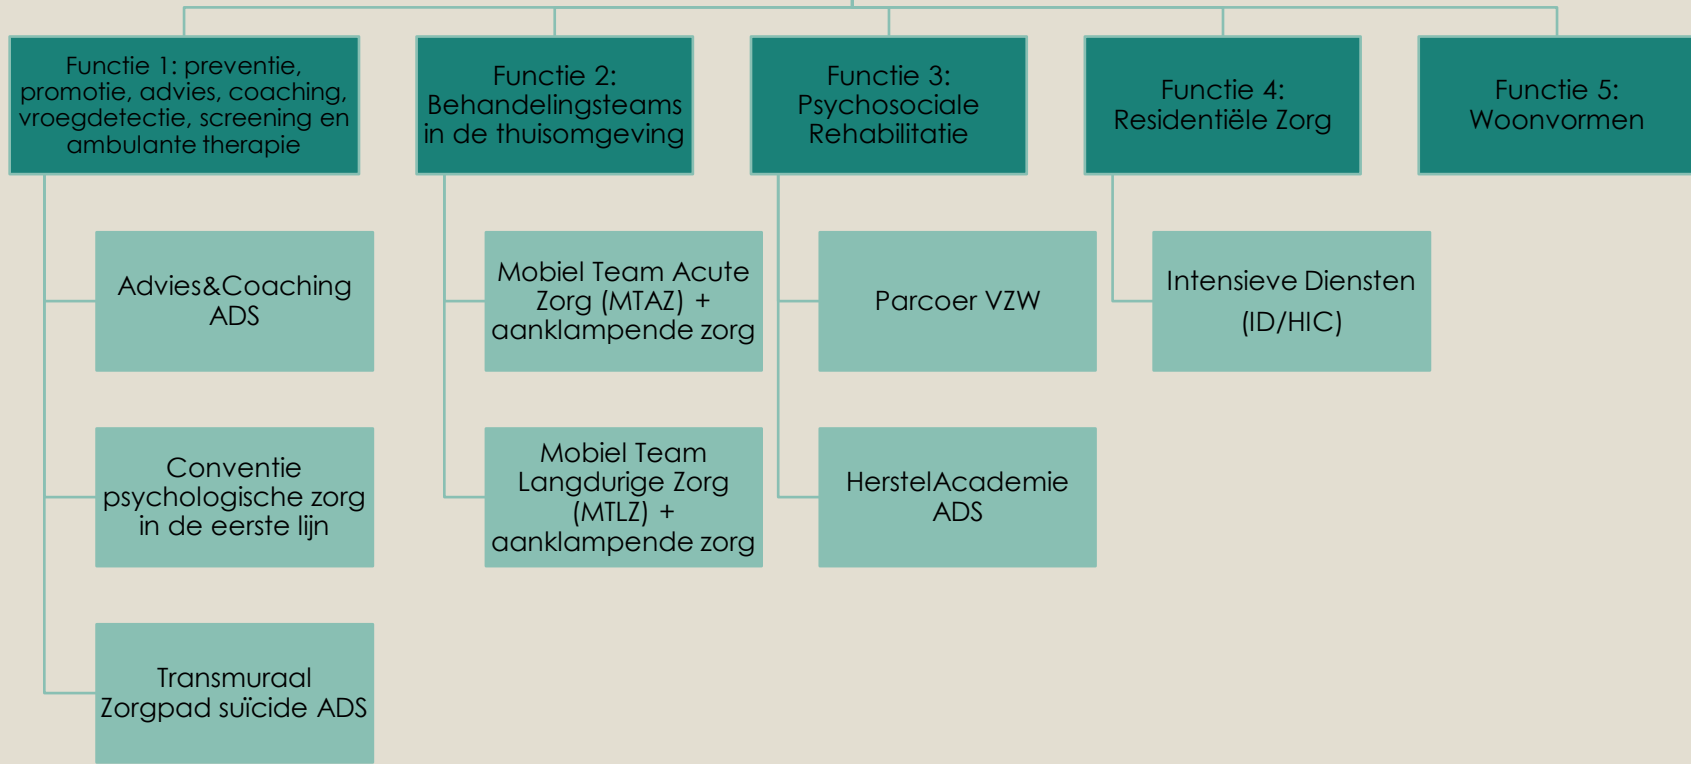 Functie 1: preventie,
promotie, advies, coaching,
vroegdetectie, screening en
ambulante therapie
Advies&Coaching
ADS
Conventie
psychologische zorg
in de eerste lijn
Transmuraal
Zorgpad suïcide ADS
Functie 2:
Behandelingsteams
in de thuisomgeving
Mobiel Team Acute
Zorg (MTAZ) +
aanklampende zorg
Mobiel Team
Langdurige Zorg
(MTLZ) +
aanklampende zorg
Functie 3:
Psychosociale
Rehabilitatie
Parcoer VZW
HerstelAcademie
ADS
Functie 4:
Residentiële Zorg
Intensieve Diensten
(ID/HIC)
Functie 5:
Woonvormen